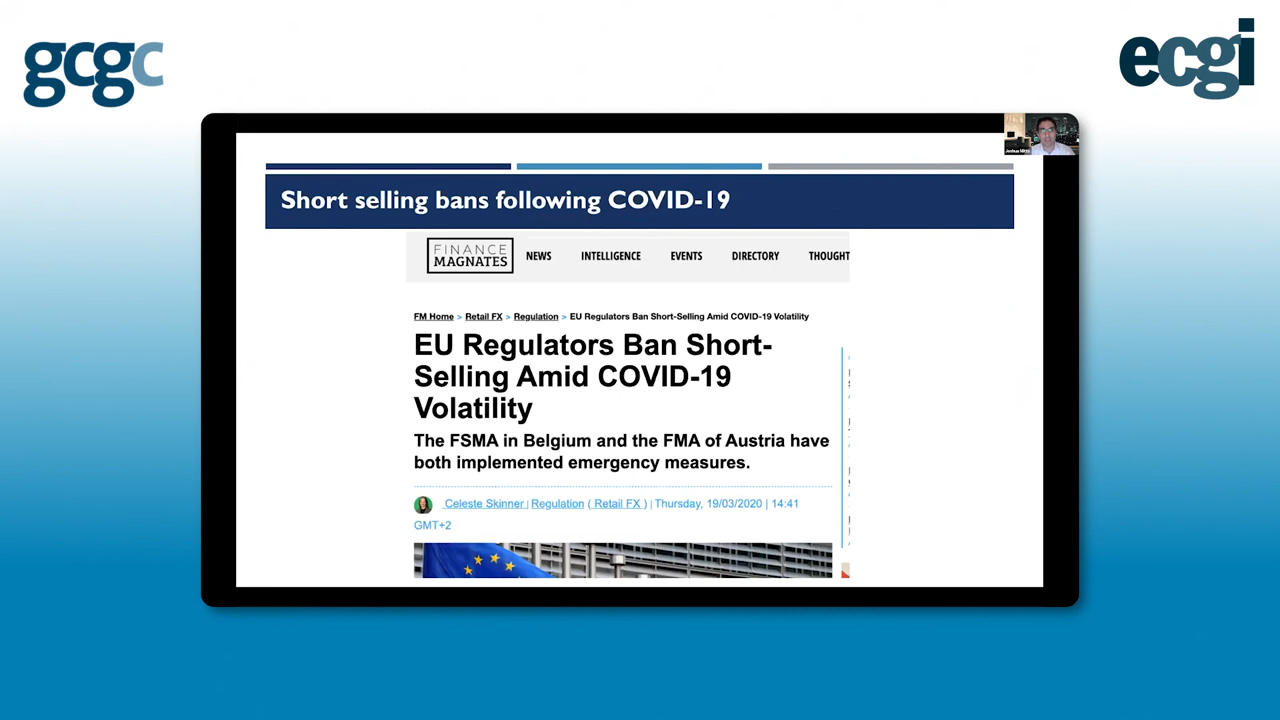 gcgc
ecgi
Short selling bans following COVID-19
FINANCE
MAGNATES
NEWS
INTELLIGENCE
EVENTS
DIRECTORY
THOUGHT
FM Home > Retail FX > Regulation > EU Regulators Ban Short-Selling Amid COVID-19 Volatility
EU Regulators Ban Short-
Selling Amid COVID-19
Volatility
The FSMA in Belgium and the FMA of Austria have
both implemented emergency measures.
Celeste Skinner | Regulation ( Retail FX ) | Thursday, 19/03/2020 | 14:41
GMT+2